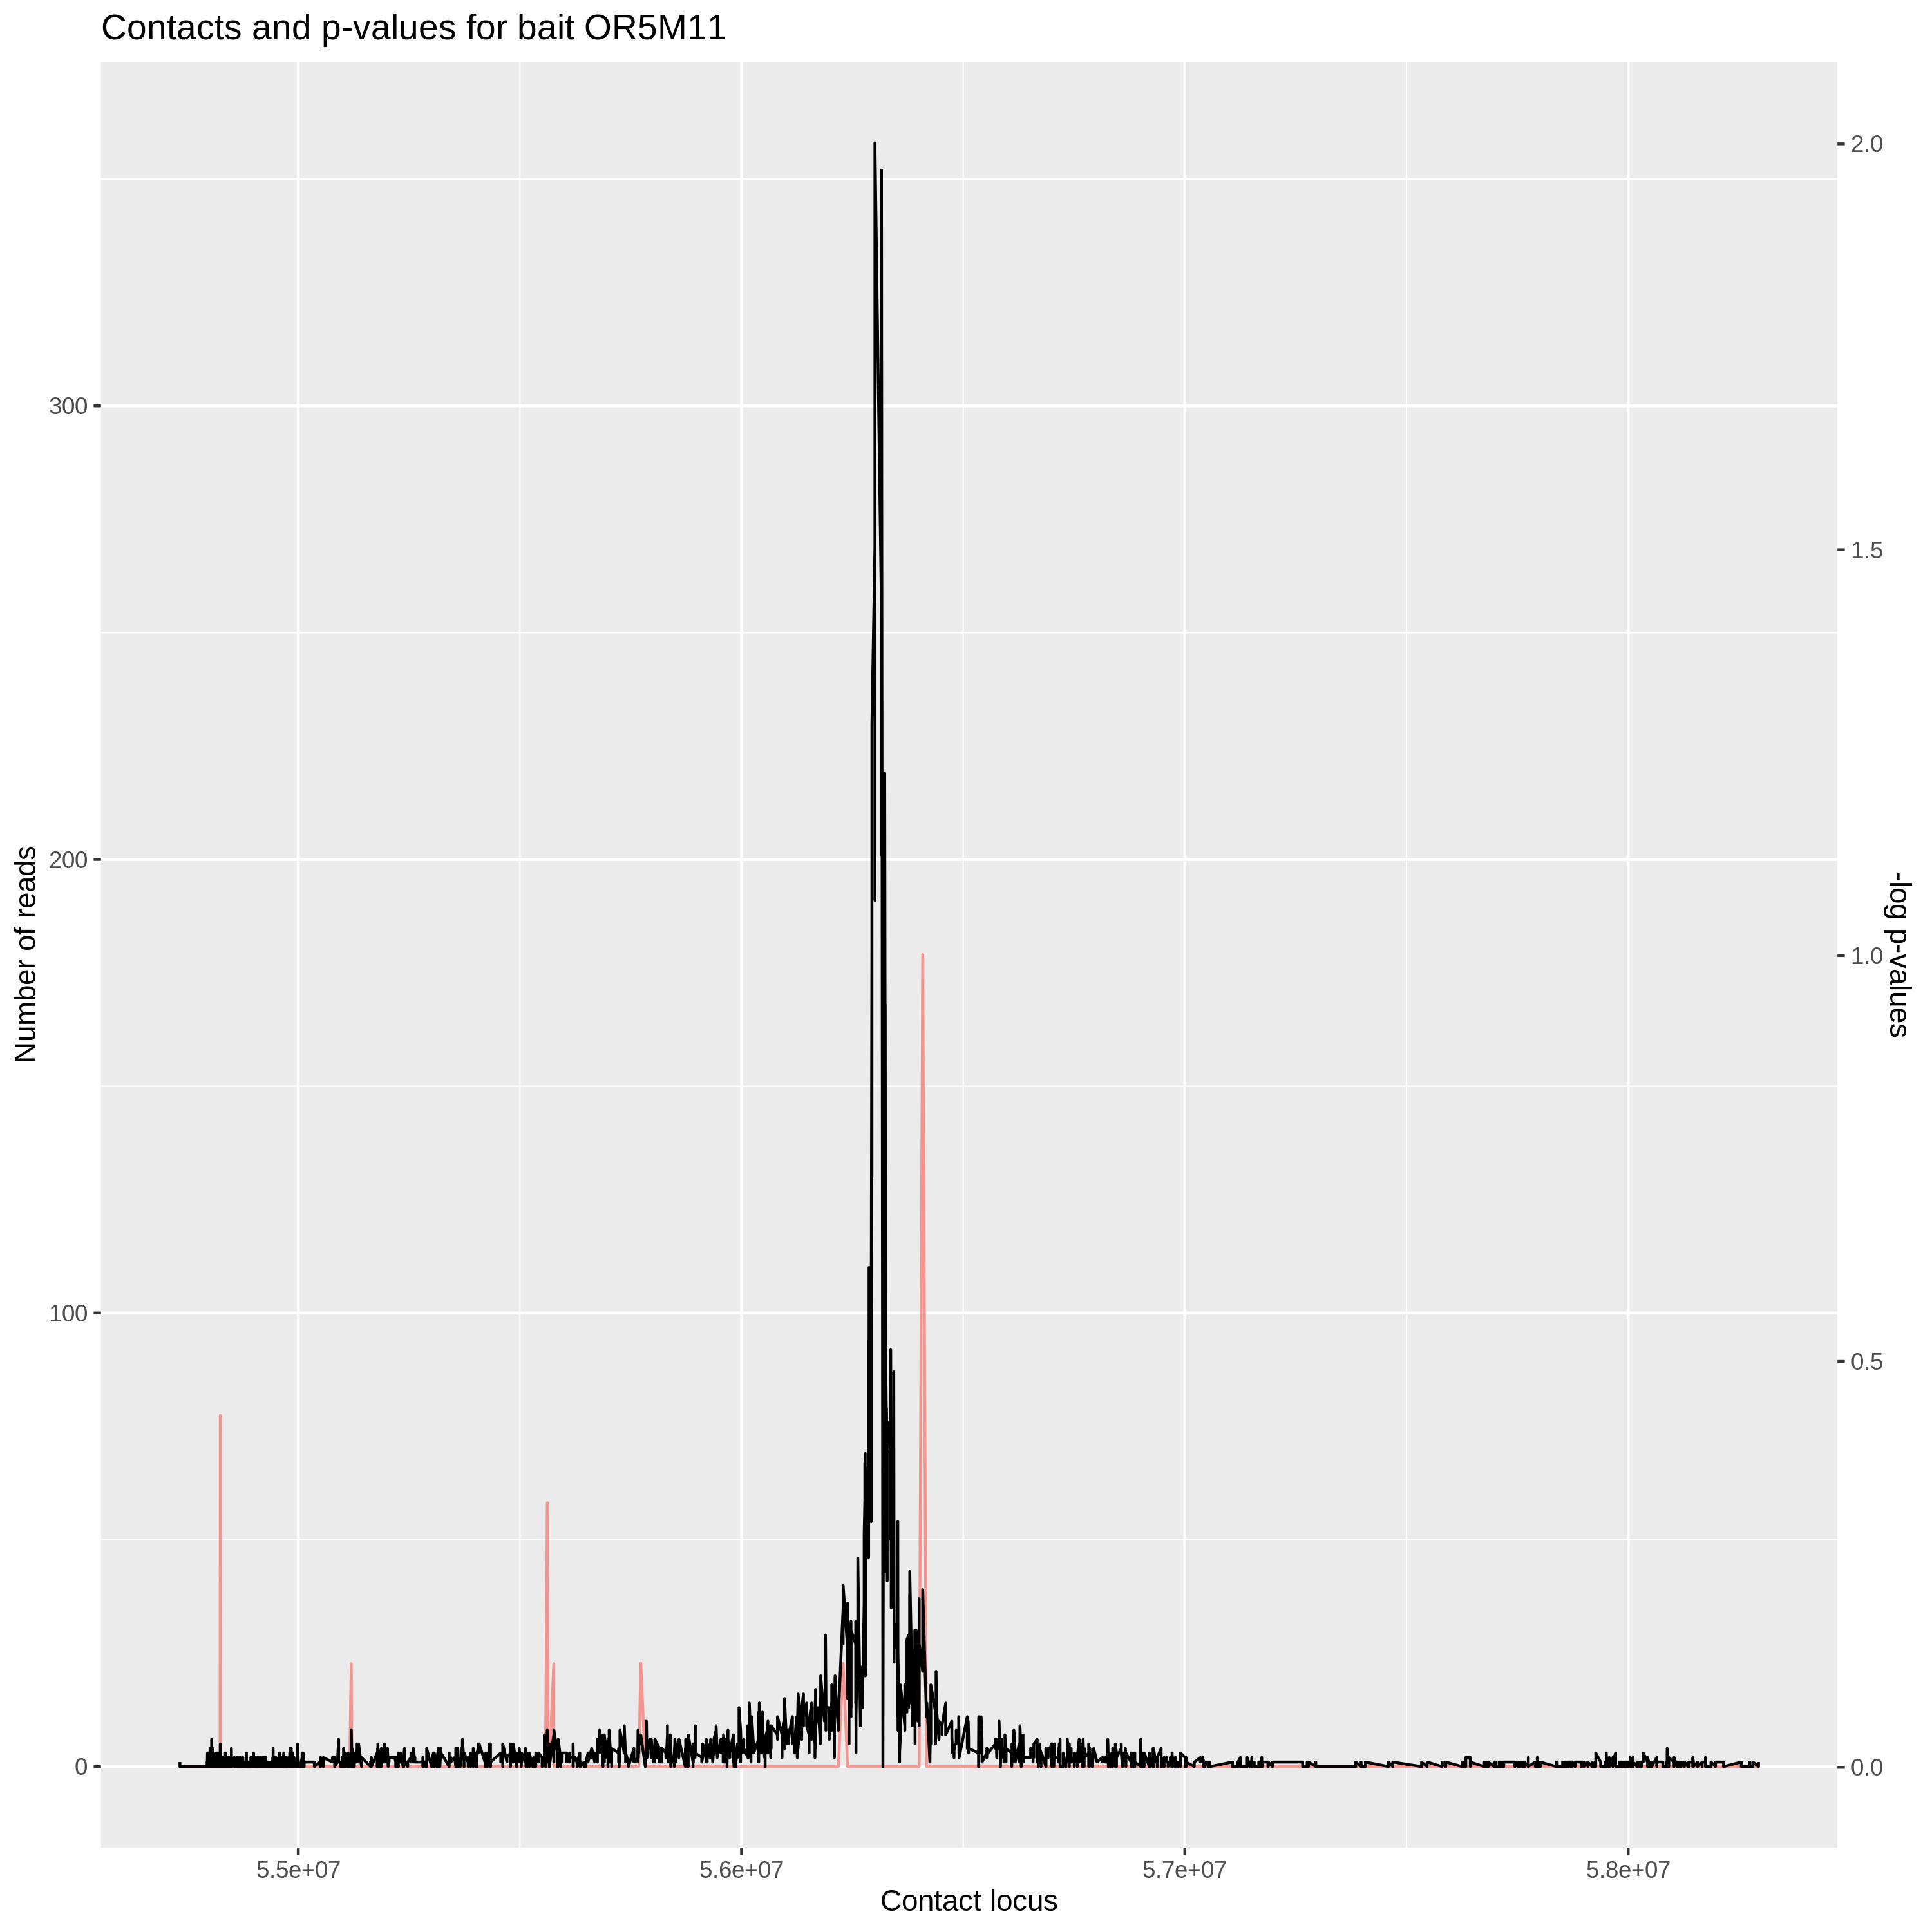 Contacts and p-values for bait OR5M11
Number of reads
300
200
100
0
2.0
1.5
1.0
0.5
0.0
-log p-values
5.5e+07 5.6e+07 5.7e+07 5.8e+07
Contact locus